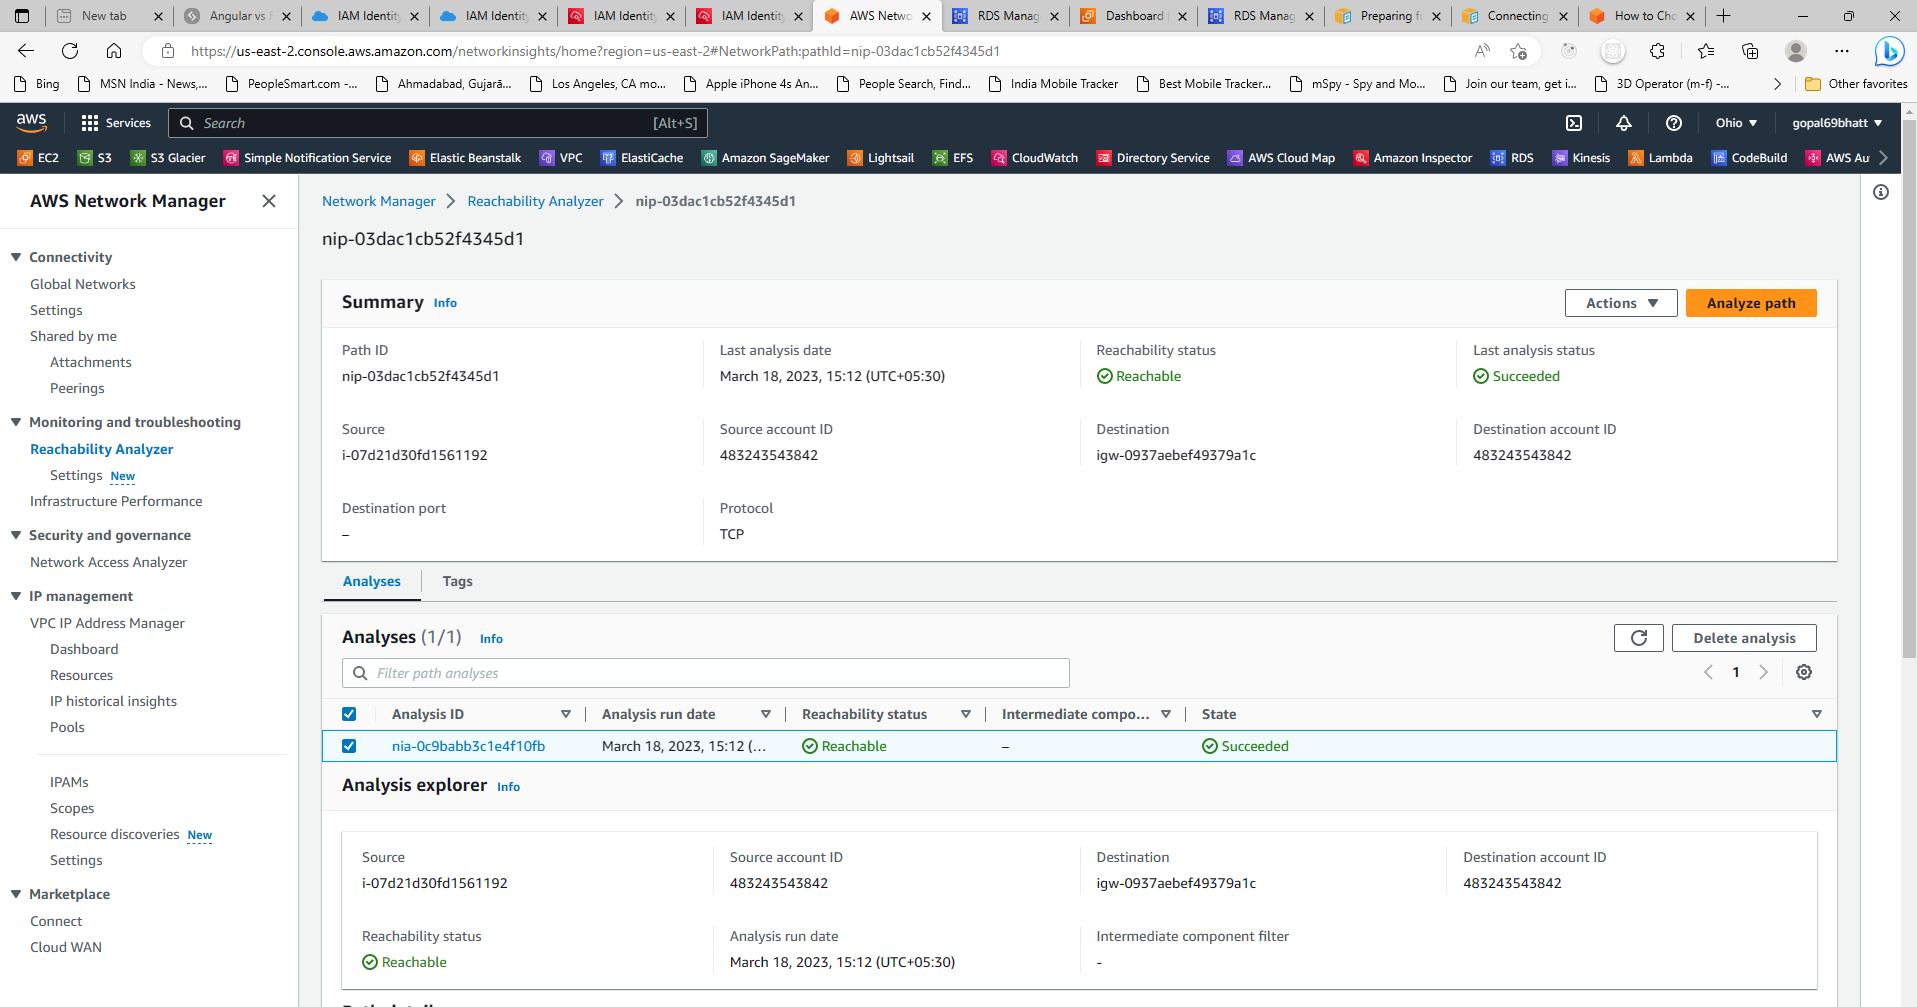 New tab
Angular vs
IAM Identity
IAM Identity
IAM Identity
IAM Identity
AWS Netwo
RDS Manag
Dashboard
RDS Manag
Preparing fo
Connecting
How to Cho
https://us-east-2.console.aws.amazon.com/networkinsights/home?region=us-east-2#NetworkPath:pathId=nip-03dac1cb52f4345d1
Bing
MSN India - News,...
PeopleSmart.com -...
Ahmadabad, Gujarā...
Los Angeles, CA mo...
Apple iPhone 4s An...
People Search, Find...
India Mobile Tracker
Best Mobile Tracker...
mSpy - Spy and Mo...
Join our team, get i...
3D Operator (m-f) -...
Other favorites
aws
Services
Search
[Alt+S]
Ohio
gopal69bhatt
EC2
S3
S3 Glacier
Simple Notification Service
Elastic Beanstalk
VPC
ElastiCache
Amazon SageMaker
Lightsail
EFS
CloudWatch
Directory Service
AWS Cloud Map
Amazon Inspector
RDS
Kinesis
Lambda
CodeBuild
AWS Au
AWS Network Manager
Connectivity
Global Networks
Settings
Shared by me
Attachments
Peerings
Monitoring and troubleshooting
Reachability Analyzer
Settings New
Infrastructure Performance
Security and governance
Network Access Analyzer
IP management
VPC IP Address Manager
Dashboard
Resources
IP historical insights
Pools
IPAMs
Scopes
Resource discoveries New
Settings
Marketplace
Connect
Cloud WAN
Network Manager
Reachability Analyzer
nip-03dac1cb52f4345d1
nip-03dac1cb52f4345d1
Summary Info
Actions
Analyze path
Path ID
nip-03dac1cb52f4345d1
Last analysis date
March 18, 2023, 15:12 (UTC+05:30)
Reachability status
Reachable
Last analysis status
Succeeded
Source
i-07d21d30fd1561192
Source account ID
483243543842
Destination
igw-0937aebef49379a1c
Destination account ID
483243543842
Destination port
–
Protocol
TCP
Analyses
Tags
Analyses (1/1) Info
Delete analysis
Filter path analyses
1
Analysis ID
Analysis run date
Reachability status
Intermediate compo...
State
nia-0c9babb3c1e4f10fb
March 18, 2023, 15:12 (...
Reachable
–
Succeeded
Analysis explorer Info
Source
i-07d21d30fd1561192
Source account ID
483243543842
Destination
igw-0937aebef49379a1c
Destination account ID
483243543842
Reachability status
Reachable
Analysis run date
March 18, 2023, 15:12 (UTC+05:30)
Intermediate component filter
-